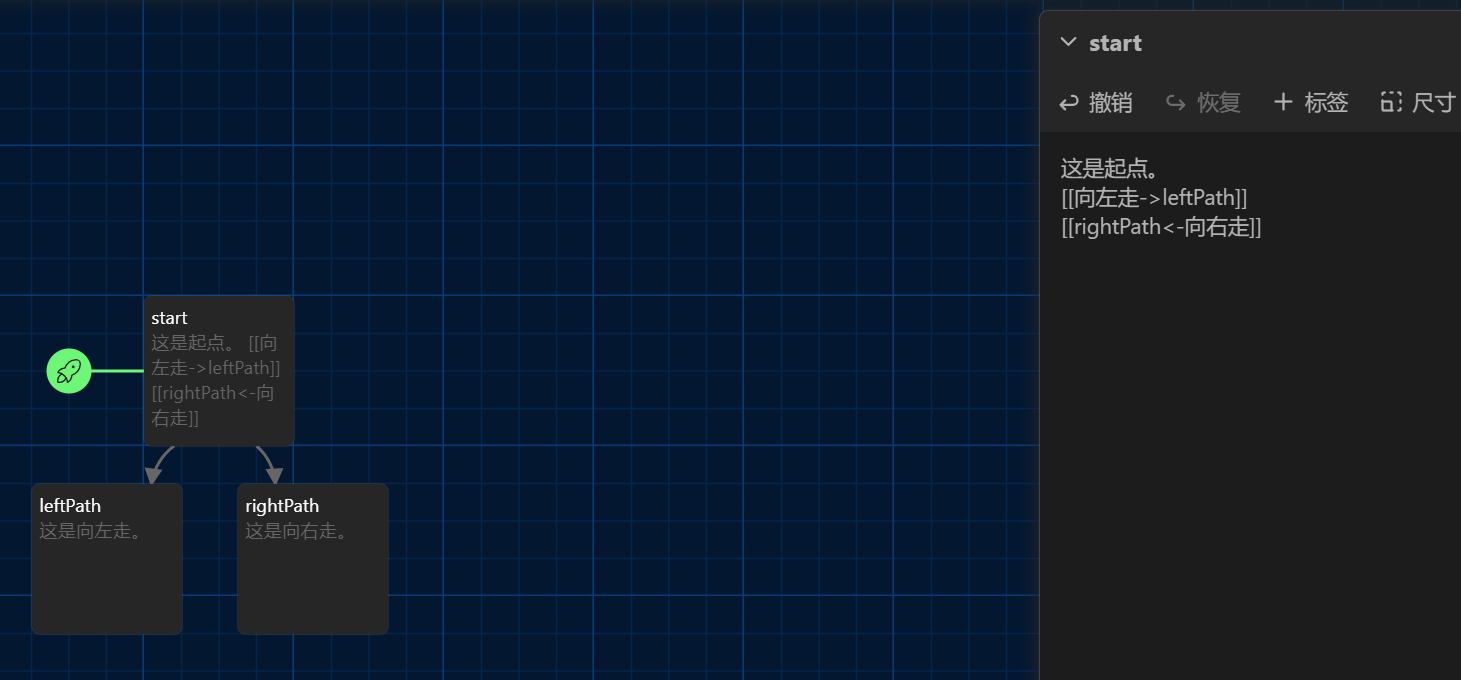 start
撤销 恢复 标签 尺寸
这是起点。
[[向左走->leftPath]]
[[rightPath<-向右走]]
start
这是起点。 [[向
左走->leftPath]]
[[rightPath<-向
右走]]
leftPath
这是向左走。
rightPath
这是向右走。